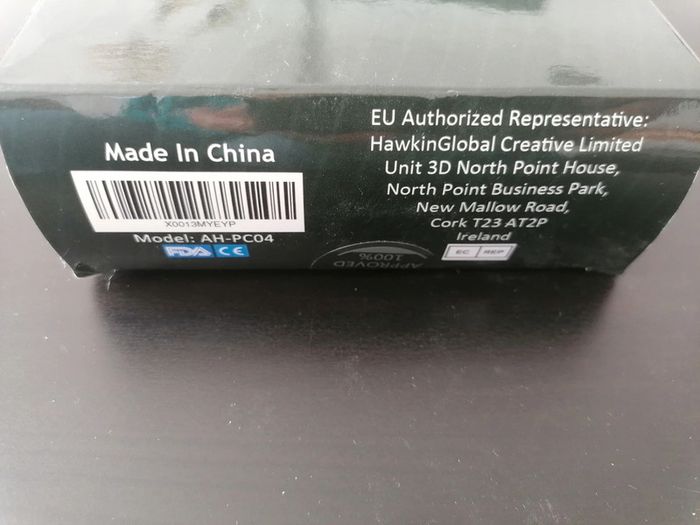 Made In China
X0013MYEYP
Model: AH-PC04
FDA CE
EU Authorized Representative:
HawkinGlobal Creative Limited
Unit 3D North Point House,
North Point Business Park,
New Mallow Road,
Cork T23 AT2P
Ireland
EC REP
APPROVED
100%